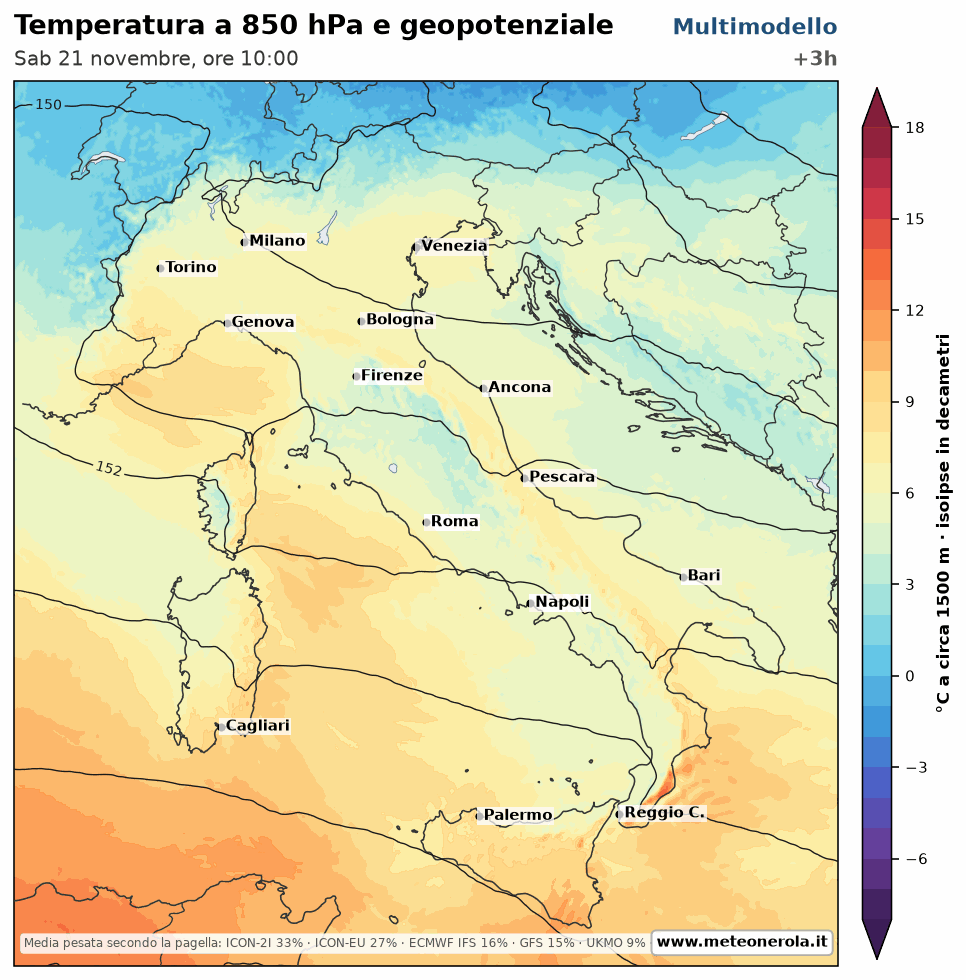 Temperatura a 850 hPa e geopotenziale
Multimodello
Sab 21 novembre, ore 10:00
+3h
150
18
15
12
9
6
3
0
−3
−6
°C a circa 1500 m · isoipse in decametri
Milano
Venezia
Torino
Genova
Bologna
Firenze
Ancona
152
Pescara
Roma
Bari
Napoli
Cagliari
Palermo
Reggio C.
Media pesata secondo la pagella: ICON-2I 33% · ICON-EU 27% · ECMWF IFS 16% · GFS 15% · UKMO 9%
www.meteonerola.it